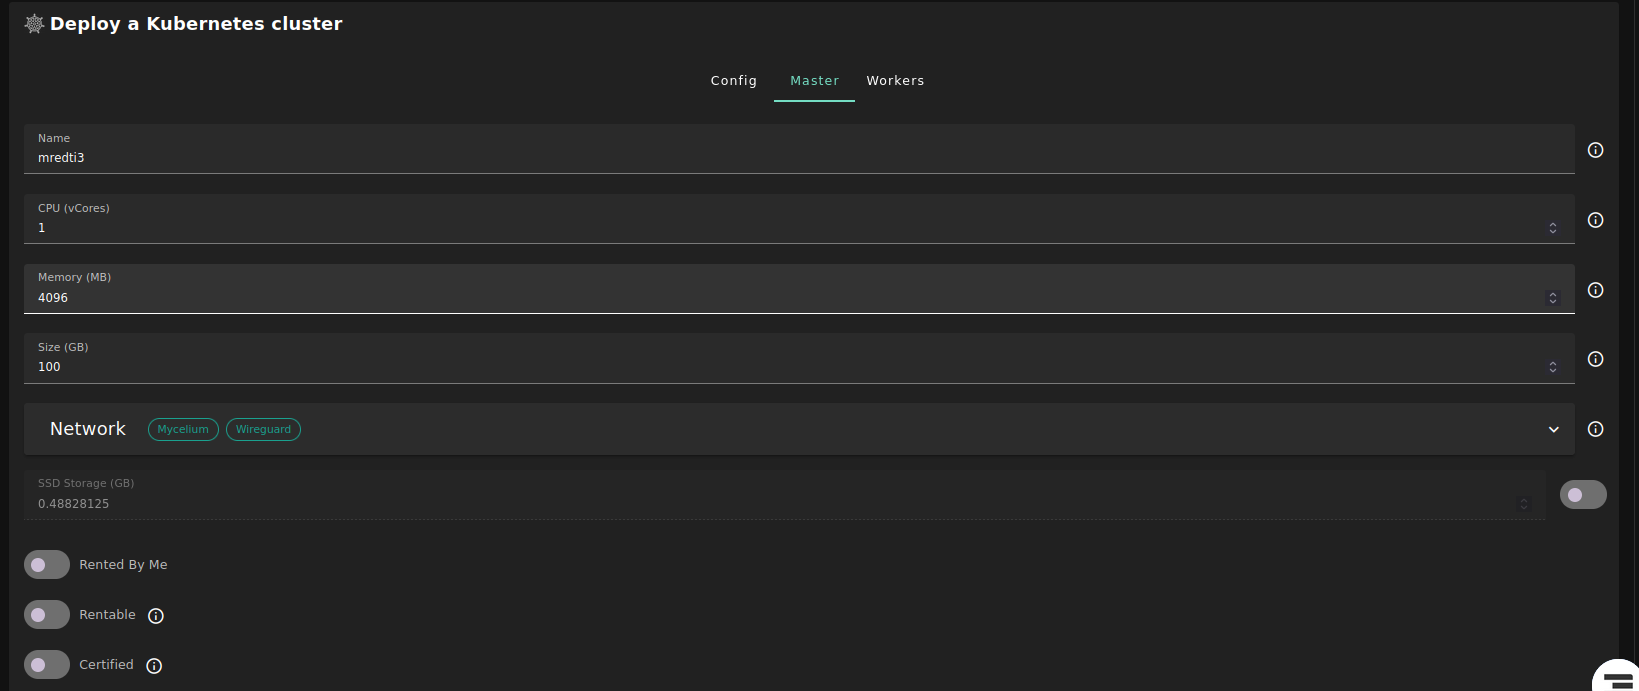 Deploy a Kubernetes cluster
Config Master Workers
Name
mredti3
CPU (vCores)
1
Memory (MB)
4096
Size (GB)
100
Network Mycelium Wireguard
SSD Storage (GB)
0.48828125
Rented By Me
Rentable
Certified